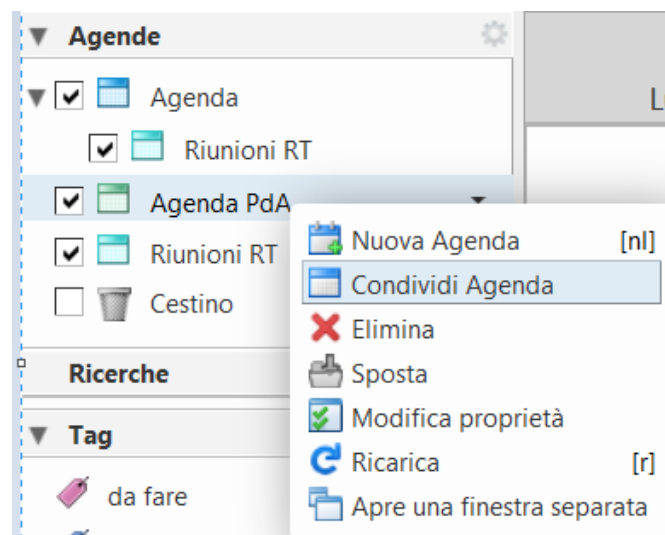 Agende
Agenda
Riunioni RT
Agenda PdA
Riunioni RT
Cestino
Ricerche
Tag
da fare
Nuova Agenda [nl]
Condividi Agenda
Elimina
Sposta
Modifica proprietà
Ricarica [r]
Apre una finestra separata